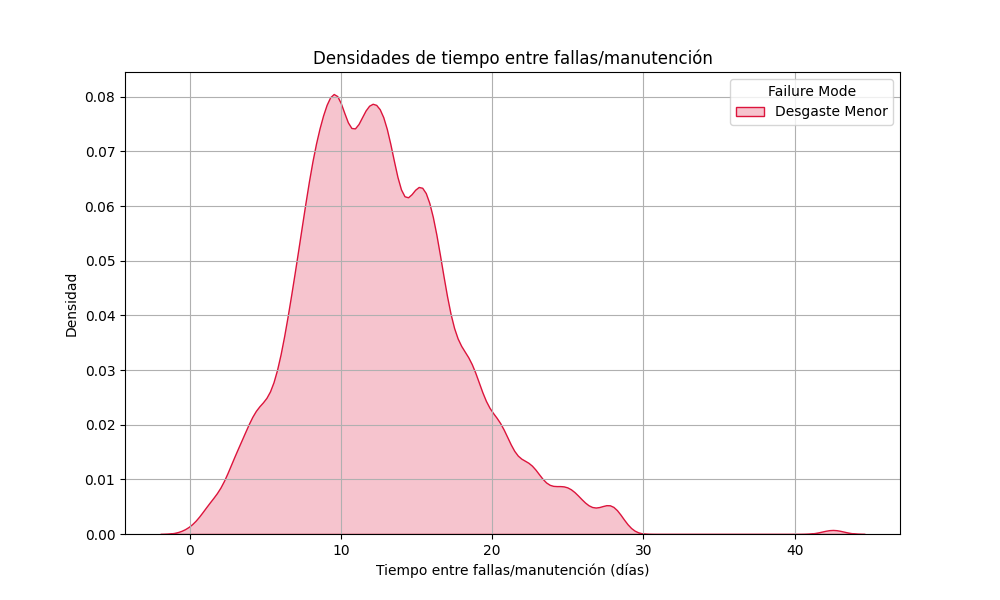 Densidades de tiempo entre fallas/manutención
Failure Mode
Desgaste Menor
0.08
0.07
0.06
0.05
0.04
0.03
0.02
0.01
0.00
Densidad
0 10 20 30 40
Tiempo entre fallas/manutención (días)